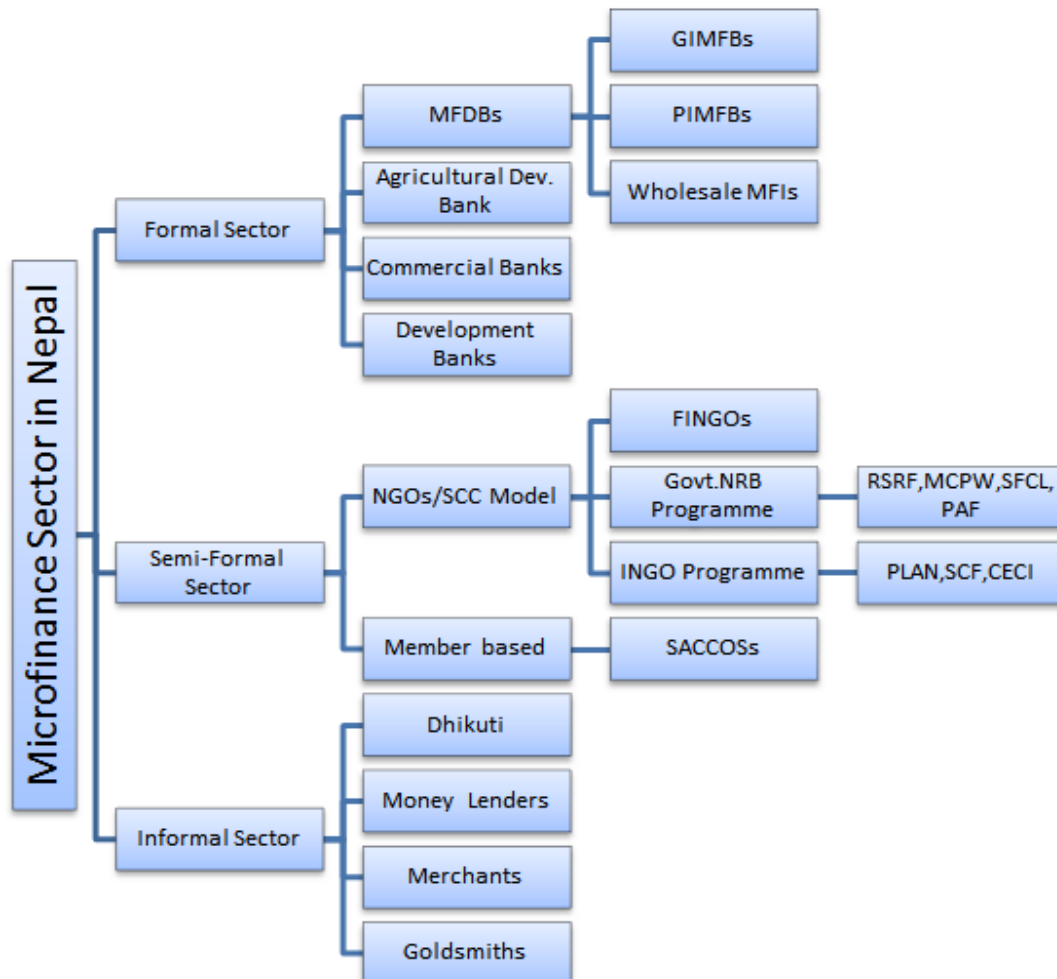 Microfinance Sector in Nepal
Formal Sector
MFDBs
GIMFBs
PIMFBs
Wholesale MFIs
Agricultural Dev.
Bank
Commercial Banks
Development
Banks
Semi-Formal
Sector
NGOs/SCC Model
FINGOs
Govt.NRB
Programme
RSRF,MCPW,SFCL,
PAF
INGO Programme
PLAN,SCF,CECI
Member based
SACCOSs
Informal Sector
Dhikuti
Money Lenders
Merchants
Goldsmiths